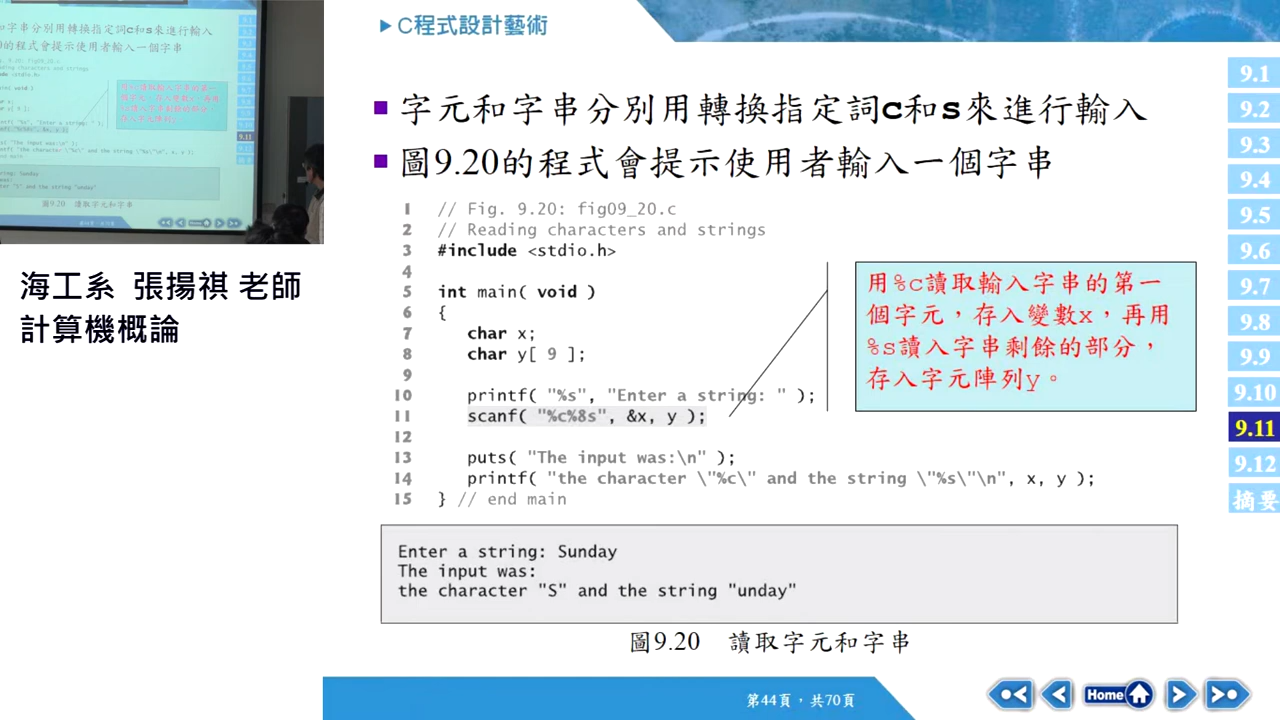 C程式設計藝術
字元和字串分別用轉換指定詞c和s來進行輸入
圖9.20的程式會提示使用者輸入一個字串
1 // Fig. 9.20: fig09_20.c
2 // Reading characters and strings
3 #include <stdio.h>
4
5 int main( void )
6 {
7 char x;
8 char y[ 9 ];
9
10 printf( "%s", "Enter a string: " );
11 scanf( "%c%8s", &x, y );
12
13 puts( "The input was:\n" );
14 printf( "the character \"%c\" and the string \"%s\"\n", x, y );
15 } // end main
用%c讀取輸入字串的第一
個字元，存入變數x，再用
%s讀入字串剩餘的部分，
存入字元陣列y。
Enter a string: Sunday
The input was:
the character "S" and the string "unday"
圖9.20 讀取字元和字串
9.1
9.2
9.3
9.4
9.5
9.6
9.7
9.8
9.9
9.10
9.11
9.12
摘要
第44頁，共70頁
Home
海工系 張揚祺 老師
計算機概論